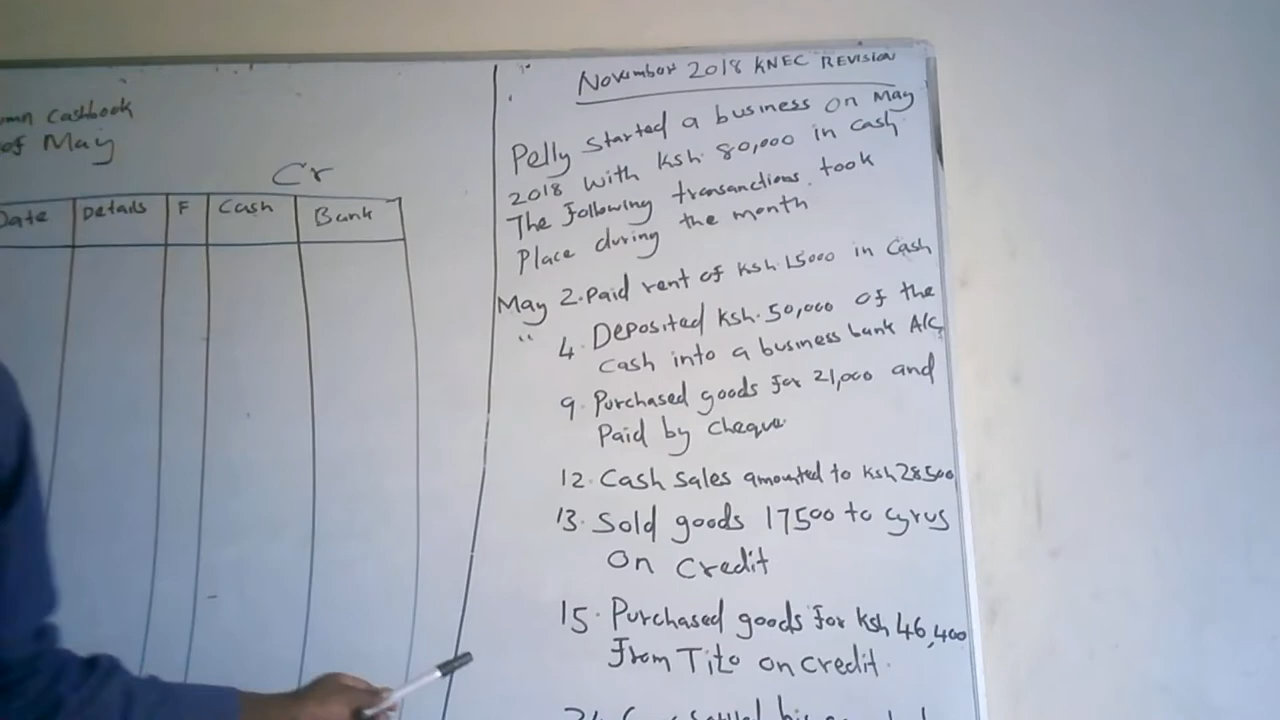 umn Cashbook
of May
Cr
Date Details F Cash Bank
November 2018 KNEC REVISION
Pelly Started a business on May
2018 with Ksh 80,000 in cash
The following transanctions took
Place during the month
May 2. Paid rent of Ksh 15000 in cash
" 4. Deposited Ksh. 50,000 of the
Cash into a business bank A/C
9. Purchased goods for 21,000 and
Paid by cheque
12. Cash sales amounted to Ksh 28500
13. Sold goods 17500 to Cyrus
On credit
15. Purchased goods for Ksh 46,400
from Tito on credit.